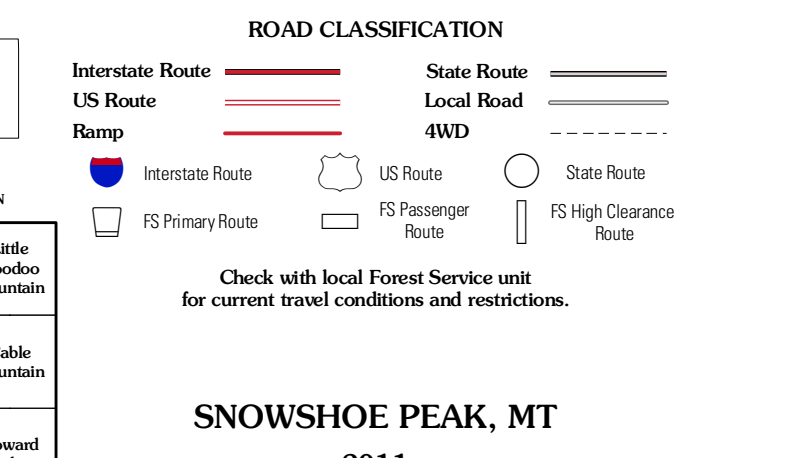 ROAD CLASSIFICATION
Interstate Route
State Route
US Route
Local Road
Ramp
4WD
Interstate Route
US Route
State Route
FS Primary Route
FS Passenger
Route
FS High Clearance
Route
Check with local Forest Service unit
for current travel conditions and restrictions.
SNOWSHOE PEAK, MT